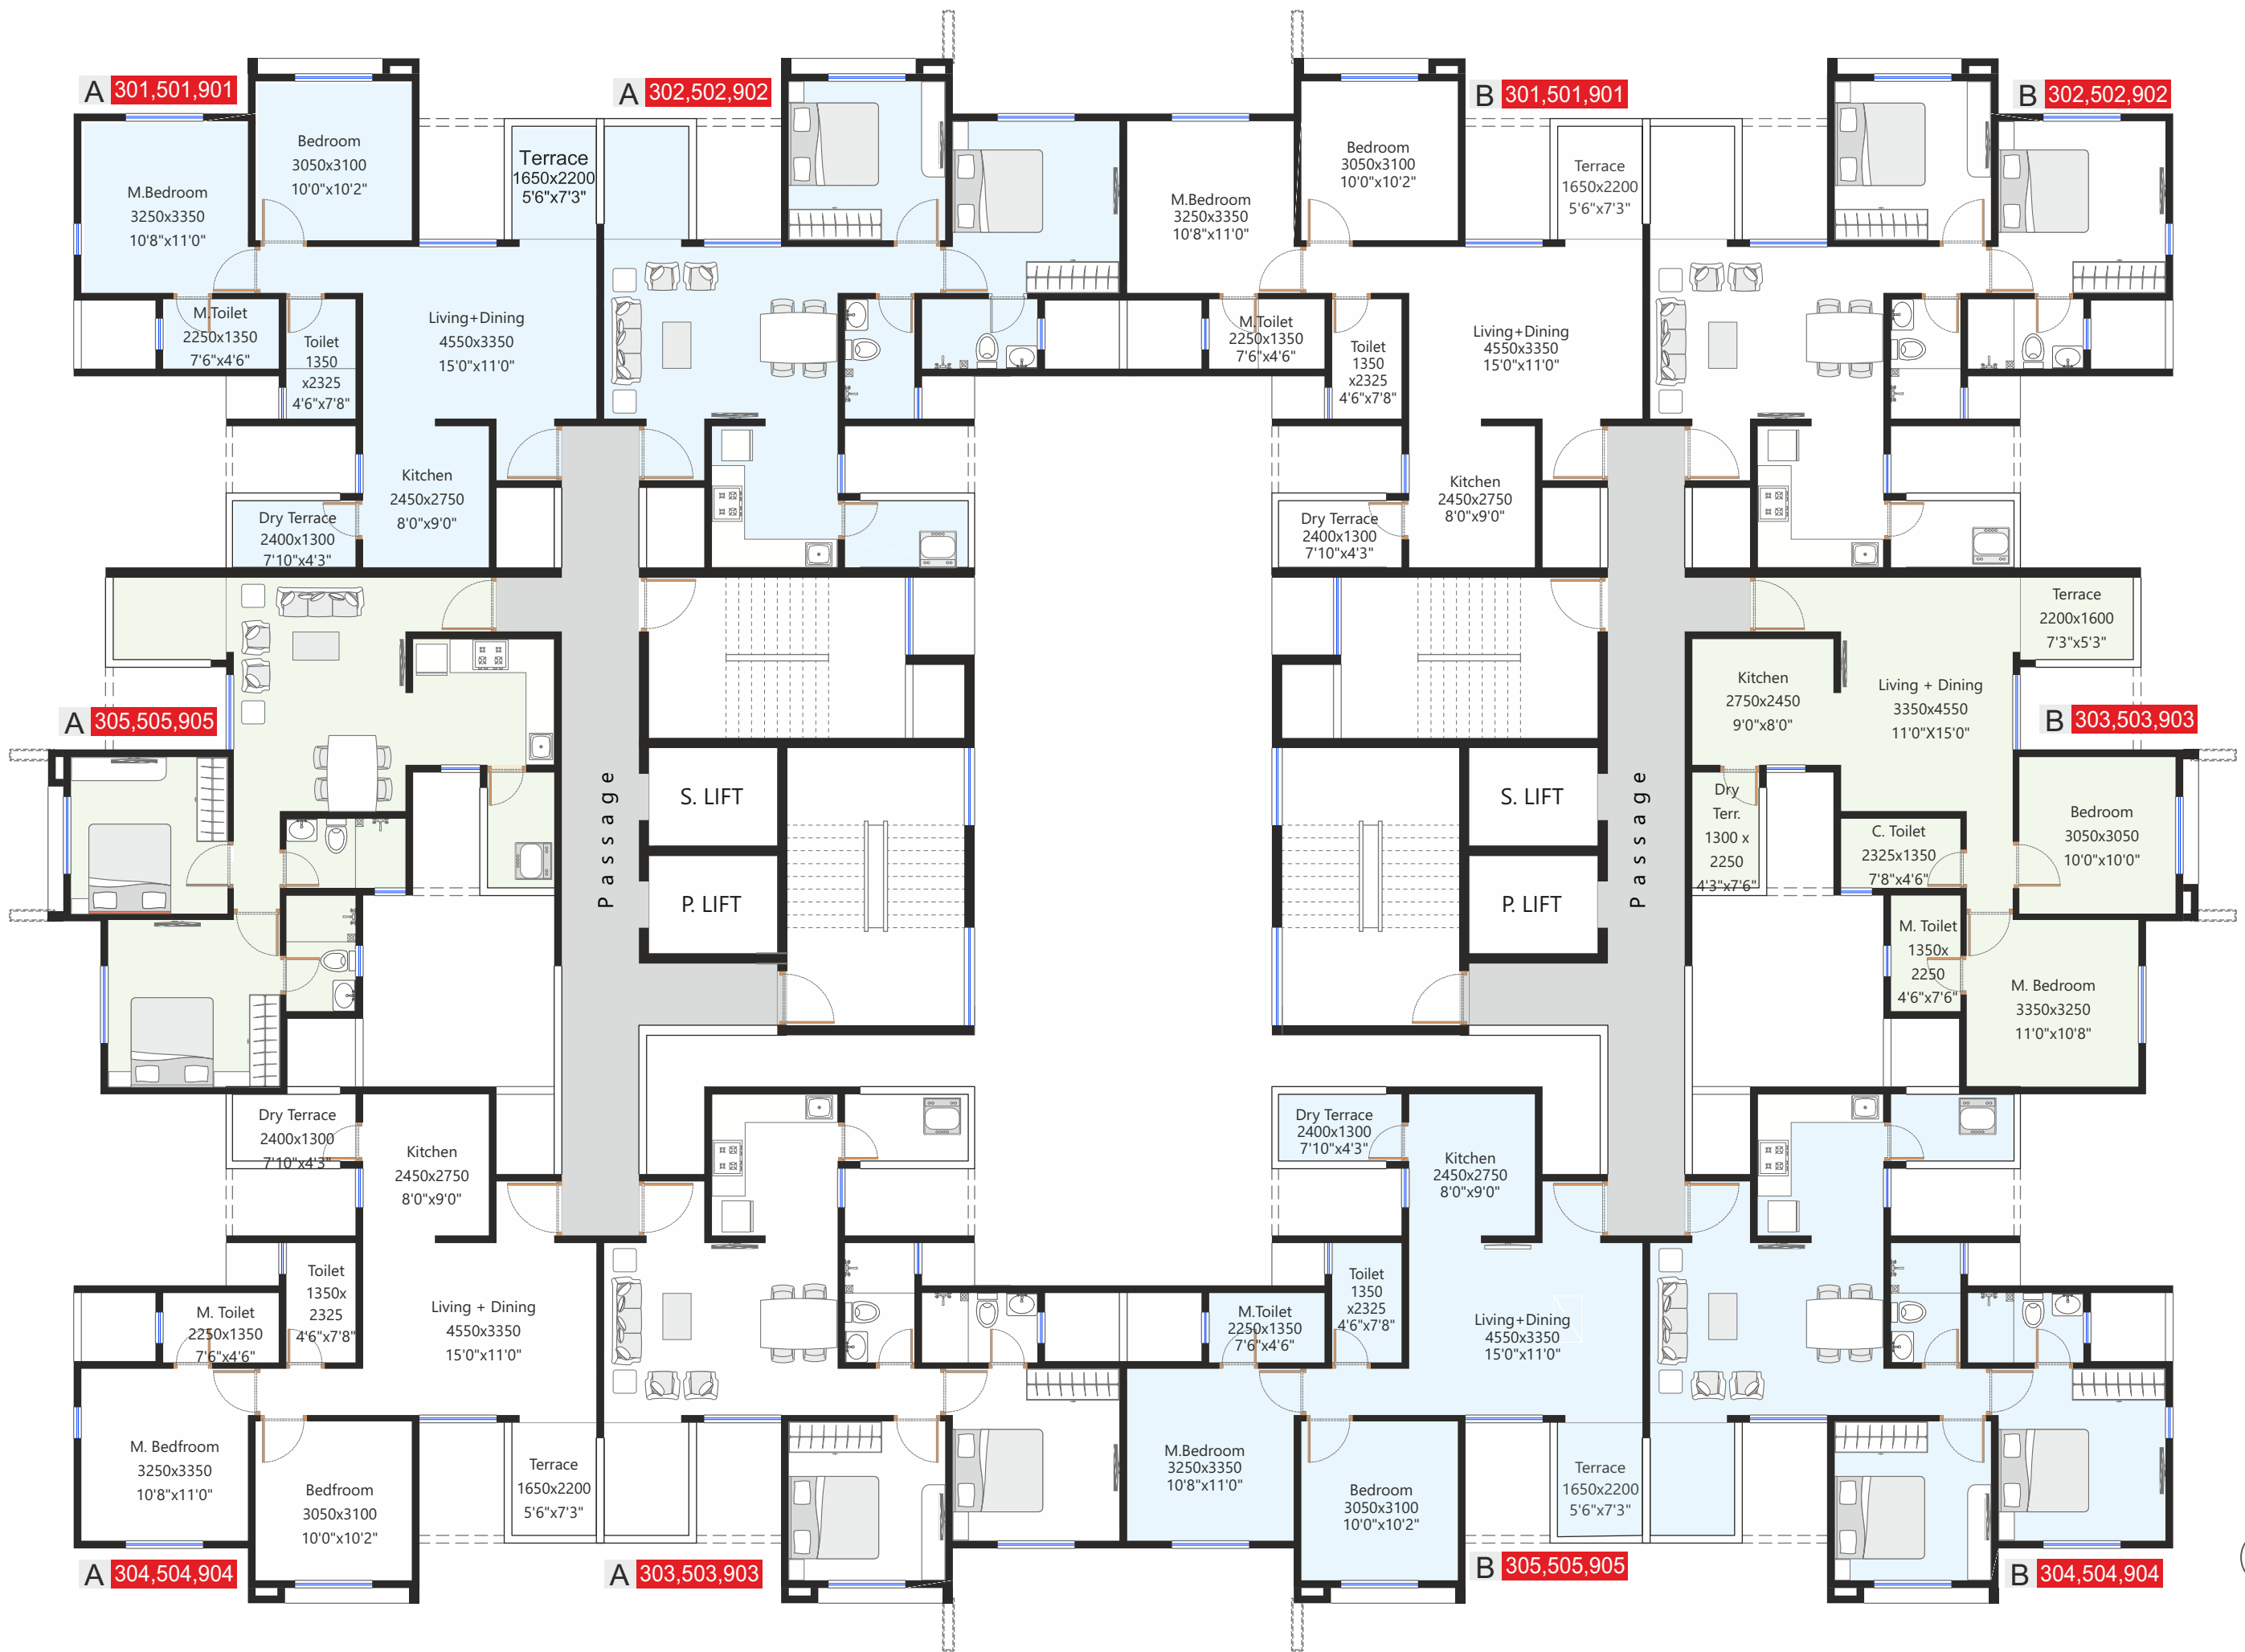 A 301,501,901
A 302,502,902
B 301,501,901
B 302,502,902
Bedroom
3050x3100
10'0"x10'2"
M.Bedroom
3250x3350
10'8"x11'0"
Terrace
1650x2200
5'6"x7'3"
M.Toilet
2250x1350
7'6"x4'6"
Toilet
1350
x2325
4'6"x7'8"
Living+Dining
4550x3350
15'0"x11'0"
Kitchen
2450x2750
8'0"x9'0"
Dry Terrace
2400x1300
7'10"x4'3"
M.Bedroom
3250x3350
10'8"x11'0"
Bedroom
3050x3100
10'0"x10'2"
Terrace
1650x2200
5'6"x7'3"
M.Toilet
2250x1350
7'6"x4'6"
Toilet
1350
x2325
4'6"x7'8"
Living+Dining
4550x3350
15'0"x11'0"
Kitchen
2450x2750
8'0"x9'0"
Dry Terrace
2400x1300
7'10"x4'3"
A 305,505,905
Passage
S. LIFT
P. LIFT
S. LIFT
P. LIFT
Passage
Terrace
2200x1600
7'3"x5'3"
Kitchen
2750x2450
9'0"x8'0"
Living + Dining
3350x4550
11'0"X15'0"
B 303,503,903
Dry
Terr.
1300 x
2250
4'3"x7'6"
C. Toilet
2325x1350
7'8"x4'6"
Bedroom
3050x3050
10'0"x10'0"
M. Toilet
1350x
2250
4'6"x7'6"
M. Bedroom
3350x3250
11'0"x10'8"
Dry Terrace
2400x1300
7'10"x4'3"
Kitchen
2450x2750
8'0"x9'0"
Toilet
1350x
2325
4'6"x7'8"
M. Toilet
2250x1350
7'6"x4'6"
Living + Dining
4550x3350
15'0"x11'0"
M. Bedfroom
3250x3350
10'8"x11'0"
Bedfroom
3050x3100
10'0"x10'2"
Terrace
1650x2200
5'6"x7'3"
Dry Terrace
2400x1300
7'10"x4'3"
Kitchen
2450x2750
8'0"x9'0"
Toilet
1350
x2325
4'6"x7'8"
M.Toilet
2250x1350
7'6"x4'6"
Living+Dining
4550x3350
15'0"x11'0"
M.Bedroom
3250x3350
10'8"x11'0"
Bedroom
3050x3100
10'0"x10'2"
Terrace
1650x2200
5'6"x7'3"
A 304,504,904
A 303,503,903
B 305,505,905
B 304,504,904